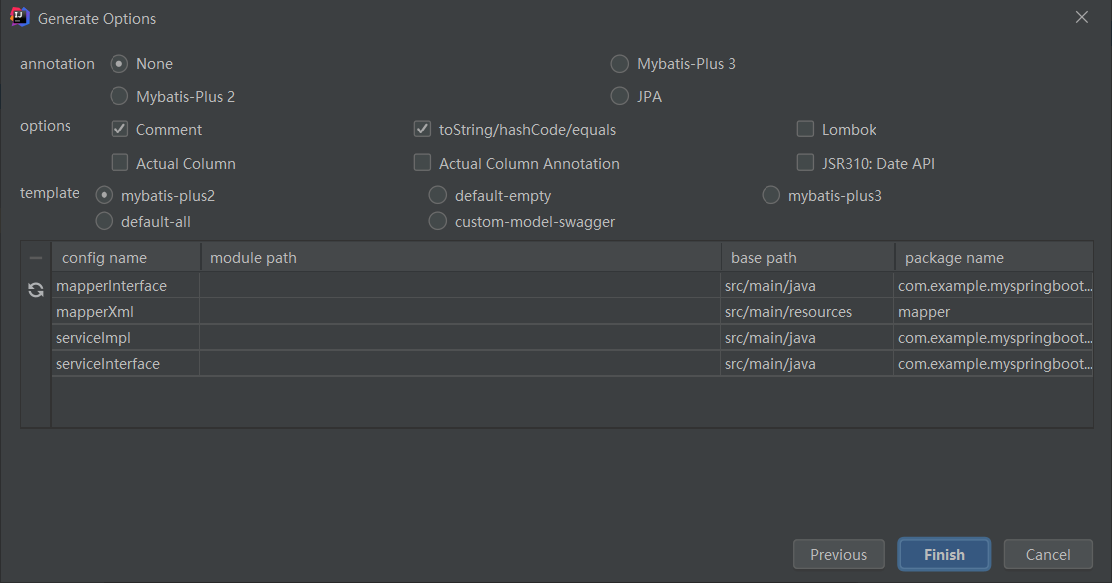 Generate Options
annotation None Mybatis-Plus 3
Mybatis-Plus 2 JPA
options Comment toString/hashCode/equals Lombok
Actual Column Actual Column Annotation JSR310: Date API
template mybatis-plus2 default-empty mybatis-plus3
default-all custom-model-swagger
config name module path base path package name
mapperInterface src/main/java com.example.myspringboot...
mapperXml src/main/resources mapper
serviceImpl src/main/java com.example.myspringboot...
serviceInterface src/main/java com.example.myspringboot...
Previous Finish Cancel